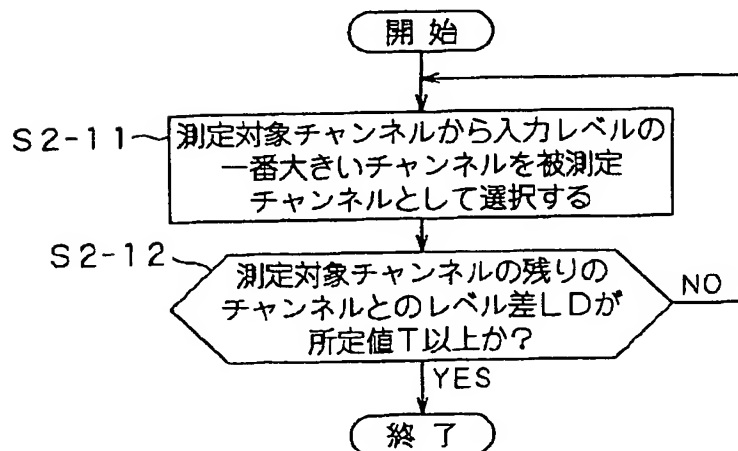 開始
S2-11
測定対象チャンネルから入力レベルの
一番大きいチャンネルを被測定
チャンネルとして選択する
S2-12
測定対象チャンネルの残りの
チャンネルとのレベル差LDが
所定値T以上か?
NO
YES
終了